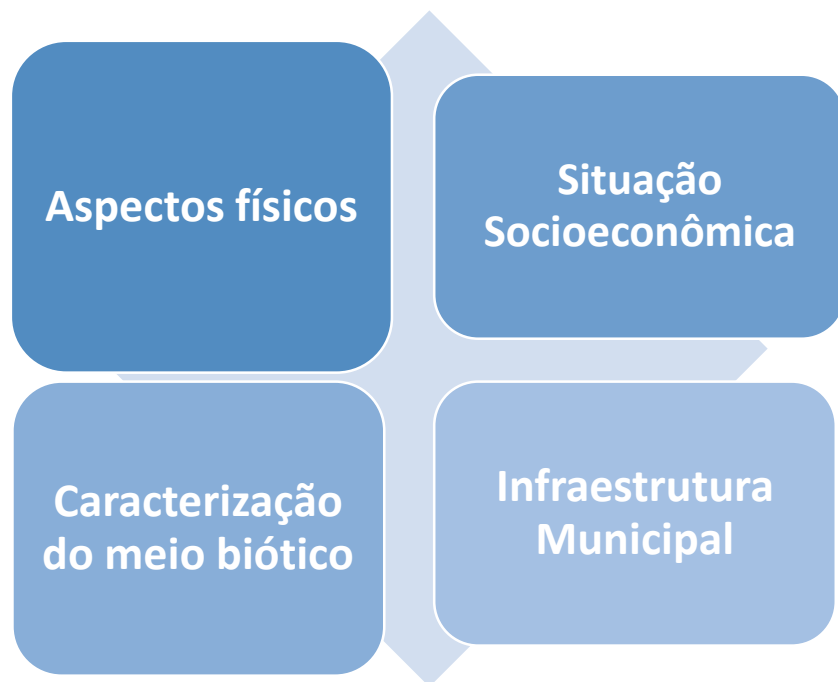 Aspectos físicos
Situação
Socioeconômica
Caracterização
do meio biótico
Infraestrutura
Municipal